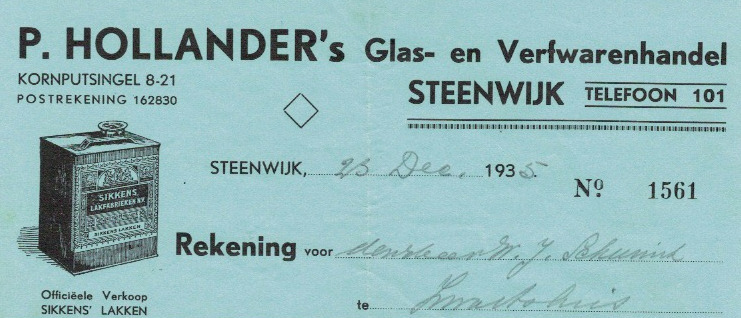 P. HOLLANDER's Glas- en Verfwarenhandel
KORNPUTSINGEL 8-21
POSTREKENING 162830
STEENWIJK TELEFOON 101
STEENWIJK, 23 Dec. 1935.
Nº 1561
SIKKENS
LAKFABRIEKEN N.V.
SIKKENS LAKKEN
Rekening voor W. J.
Officiëele Verkoop
SIKKENS' LAKKEN
te